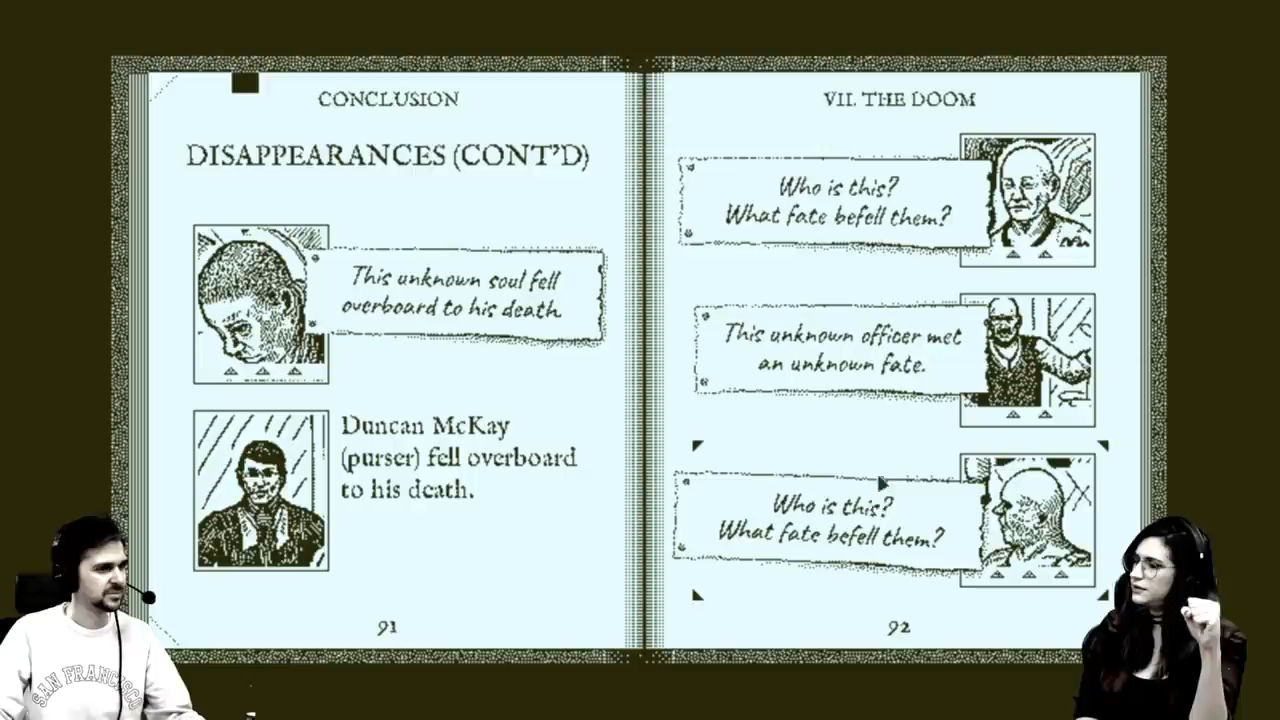 CONCLUSION
DISAPPEARANCES (CONT'D)
This unknown soul fell
overboard to his death.
Duncan McKay
(purser) fell overboard
to his death.
91
VII. THE DOOM
Who is this?
What fate befell them?
This unknown officer met
an unknown fate.
Who is this?
What fate befell them?
92
SAN FRANCISCO